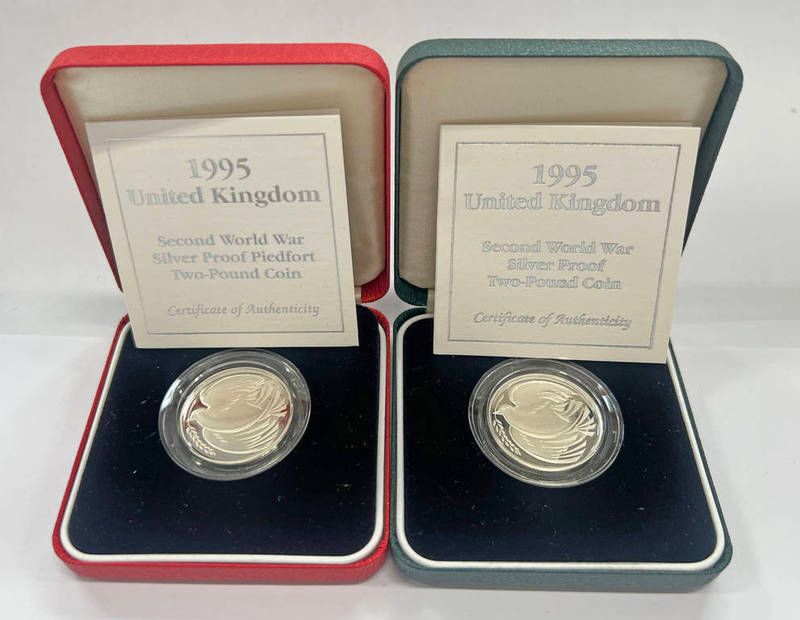 1995
United Kingdom
Second World War
Silver Proof Piedfort
Two-Pound Coin
Certificate of Authenticity
1995
United Kingdom
Second World War
Silver Proof
Two-Pound Coin
Certificate of Authenticity